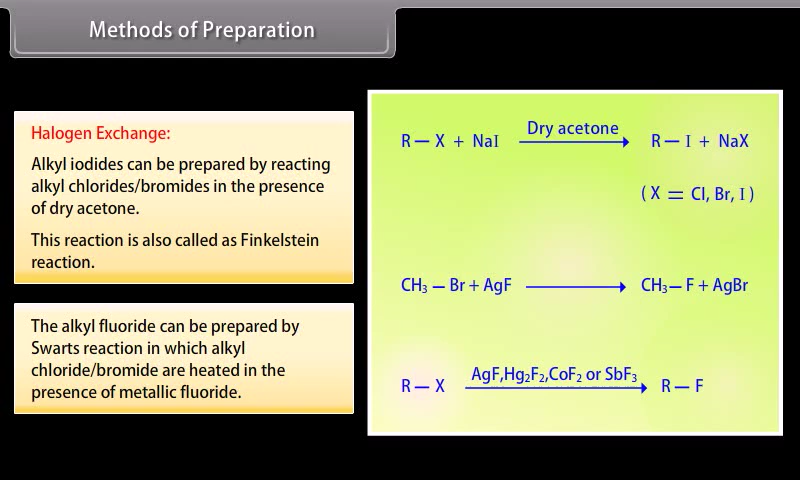 Methods of Preparation
Halogen Exchange:
Alkyl iodides can be prepared by reacting
alkyl chlorides/bromides in the presence
of dry acetone.
This reaction is also called as Finkelstein
reaction.
The alkyl fluoride can be prepared by
Swarts reaction in which alkyl
chloride/bromide are heated in the
presence of metallic fluoride.
Dry acetone
R — X + NaI ⟶ R — I + NaX
( X = Cl, Br, I )
CH₃ — Br + AgF ⟶ CH₃ — F + AgBr
AgF,Hg₂F₂,CoF₂ or SbF₃
R — X ⟶ R — F